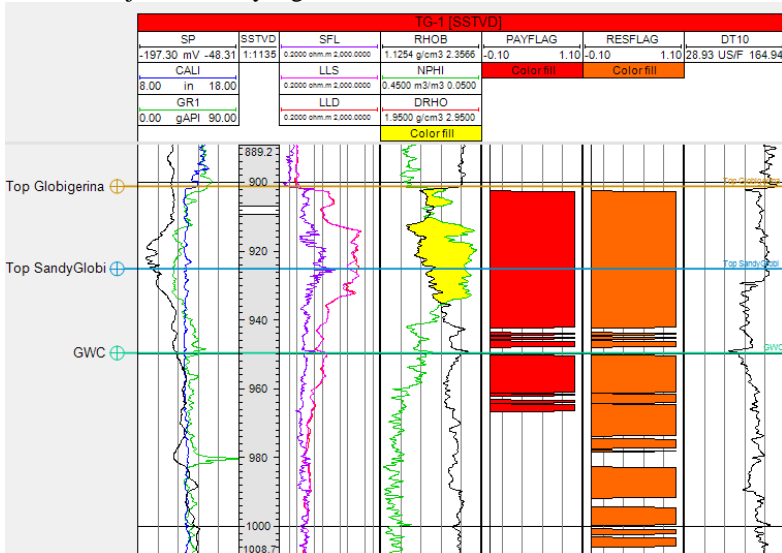 TG-1 [SSTVD]
SP SSTVD SFL RHOB PAYFLAG RESFLAG DT10
-197.30 mV -48.31 1:1135 0.2000 ohm.m 2,000.0000 1.1254 g/cm3 2.3566 -0.10 1.10 -0.10 1.10 28.93 US/F 164.94
CALI LLS NPHI Color fill Color fill
8.00 in 18.00 0.2000 ohm.m 2,000.0000 0.4500 m3/m3 0.0500
GR1 LLD DRHO
0.00 gAPI 90.00 0.2000 ohm.m 2,000.0000 1.9500 g/cm3 2.9500
Color fill
889.2
Top Globigerina 900 Top Globigerina
920
Top SandyGlobi Top SandyGlobi
940
GWC GWC
960
980
1000
1008.7